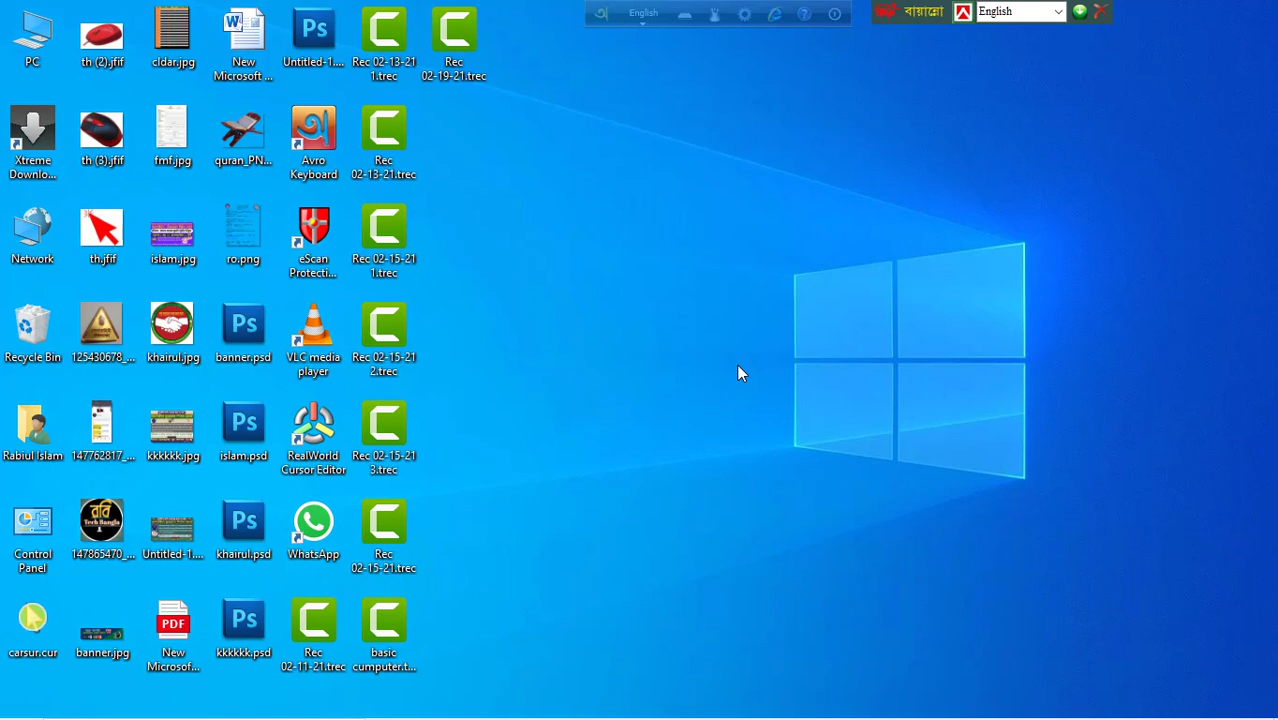 অ English
বায়ান্নো English
PC
th (2).jfif
cldar.jpg
New
Microsoft ...
Untitled-1....
Rec 02-13-21
1.trec
Rec
02-19-21.trec
Xtreme
Downlo...
th (3).jfif
fmf.jpg
quran_PN...
Avro
Keyboard
Rec
02-13-21.trec
Network
th.jfif
islam.jpg
ro.png
eScan
Protecti...
Rec 02-15-21
1.trec
Recycle Bin
125430678_...
khairul.jpg
banner.psd
VLC media
player
Rec 02-15-21
2.trec
Rabiul Islam
147762817_...
kkkkkk.jpg
islam.psd
RealWorld
Cursor Editor
Rec 02-15-21
3.trec
রবি
Tech Bangla
Control
Panel
147865470_...
Untitled-1....
khairul.psd
WhatsApp
Rec
02-15-21.trec
carsur.cur
banner.jpg
PDF
New
Microsof...
kkkkkk.psd
Rec
02-11-21.trec
basic
cumputer.t...